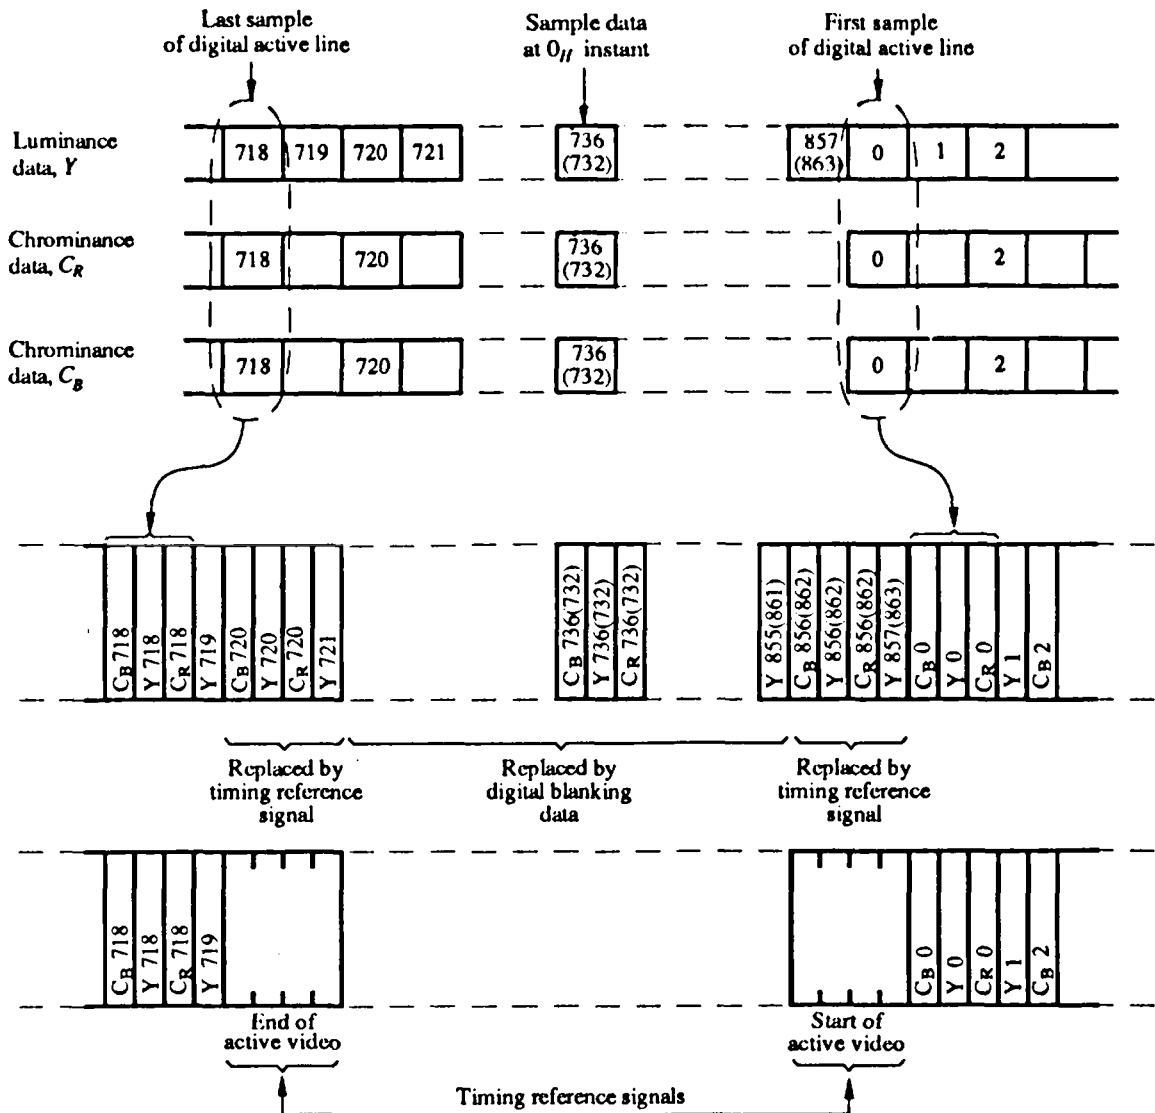 Last sample
of digital active line
Sample data
at 0H instant
First sample
of digital active line
Luminance
data, Y
718 719 720 721
736
(732)
857
(863)
0 1 2
Chrominance
data, CR
718 720
736
(732)
0 2
Chrominance
data, CB
718 720
736
(732)
0 2
CB 718
Y 718
CR 718
Y 719
CB 720
Y 720
CR 720
Y 721
CB 736(732)
Y 736(732)
CR 736(732)
Y 855(861)
CB 856(862)
Y 856(862)
CR 856(862)
Y 857(863)
CB 0
Y 0
CR 0
Y 1
CB 2
Replaced by
timing reference
signal
Replaced by
digital blanking
data
Replaced by
timing reference
signal
CB 718
Y 718
CR 718
Y 719
CB 0
Y 0
CR 0
Y 1
CB 2
End of
active video
Start of
active video
Timing reference signals